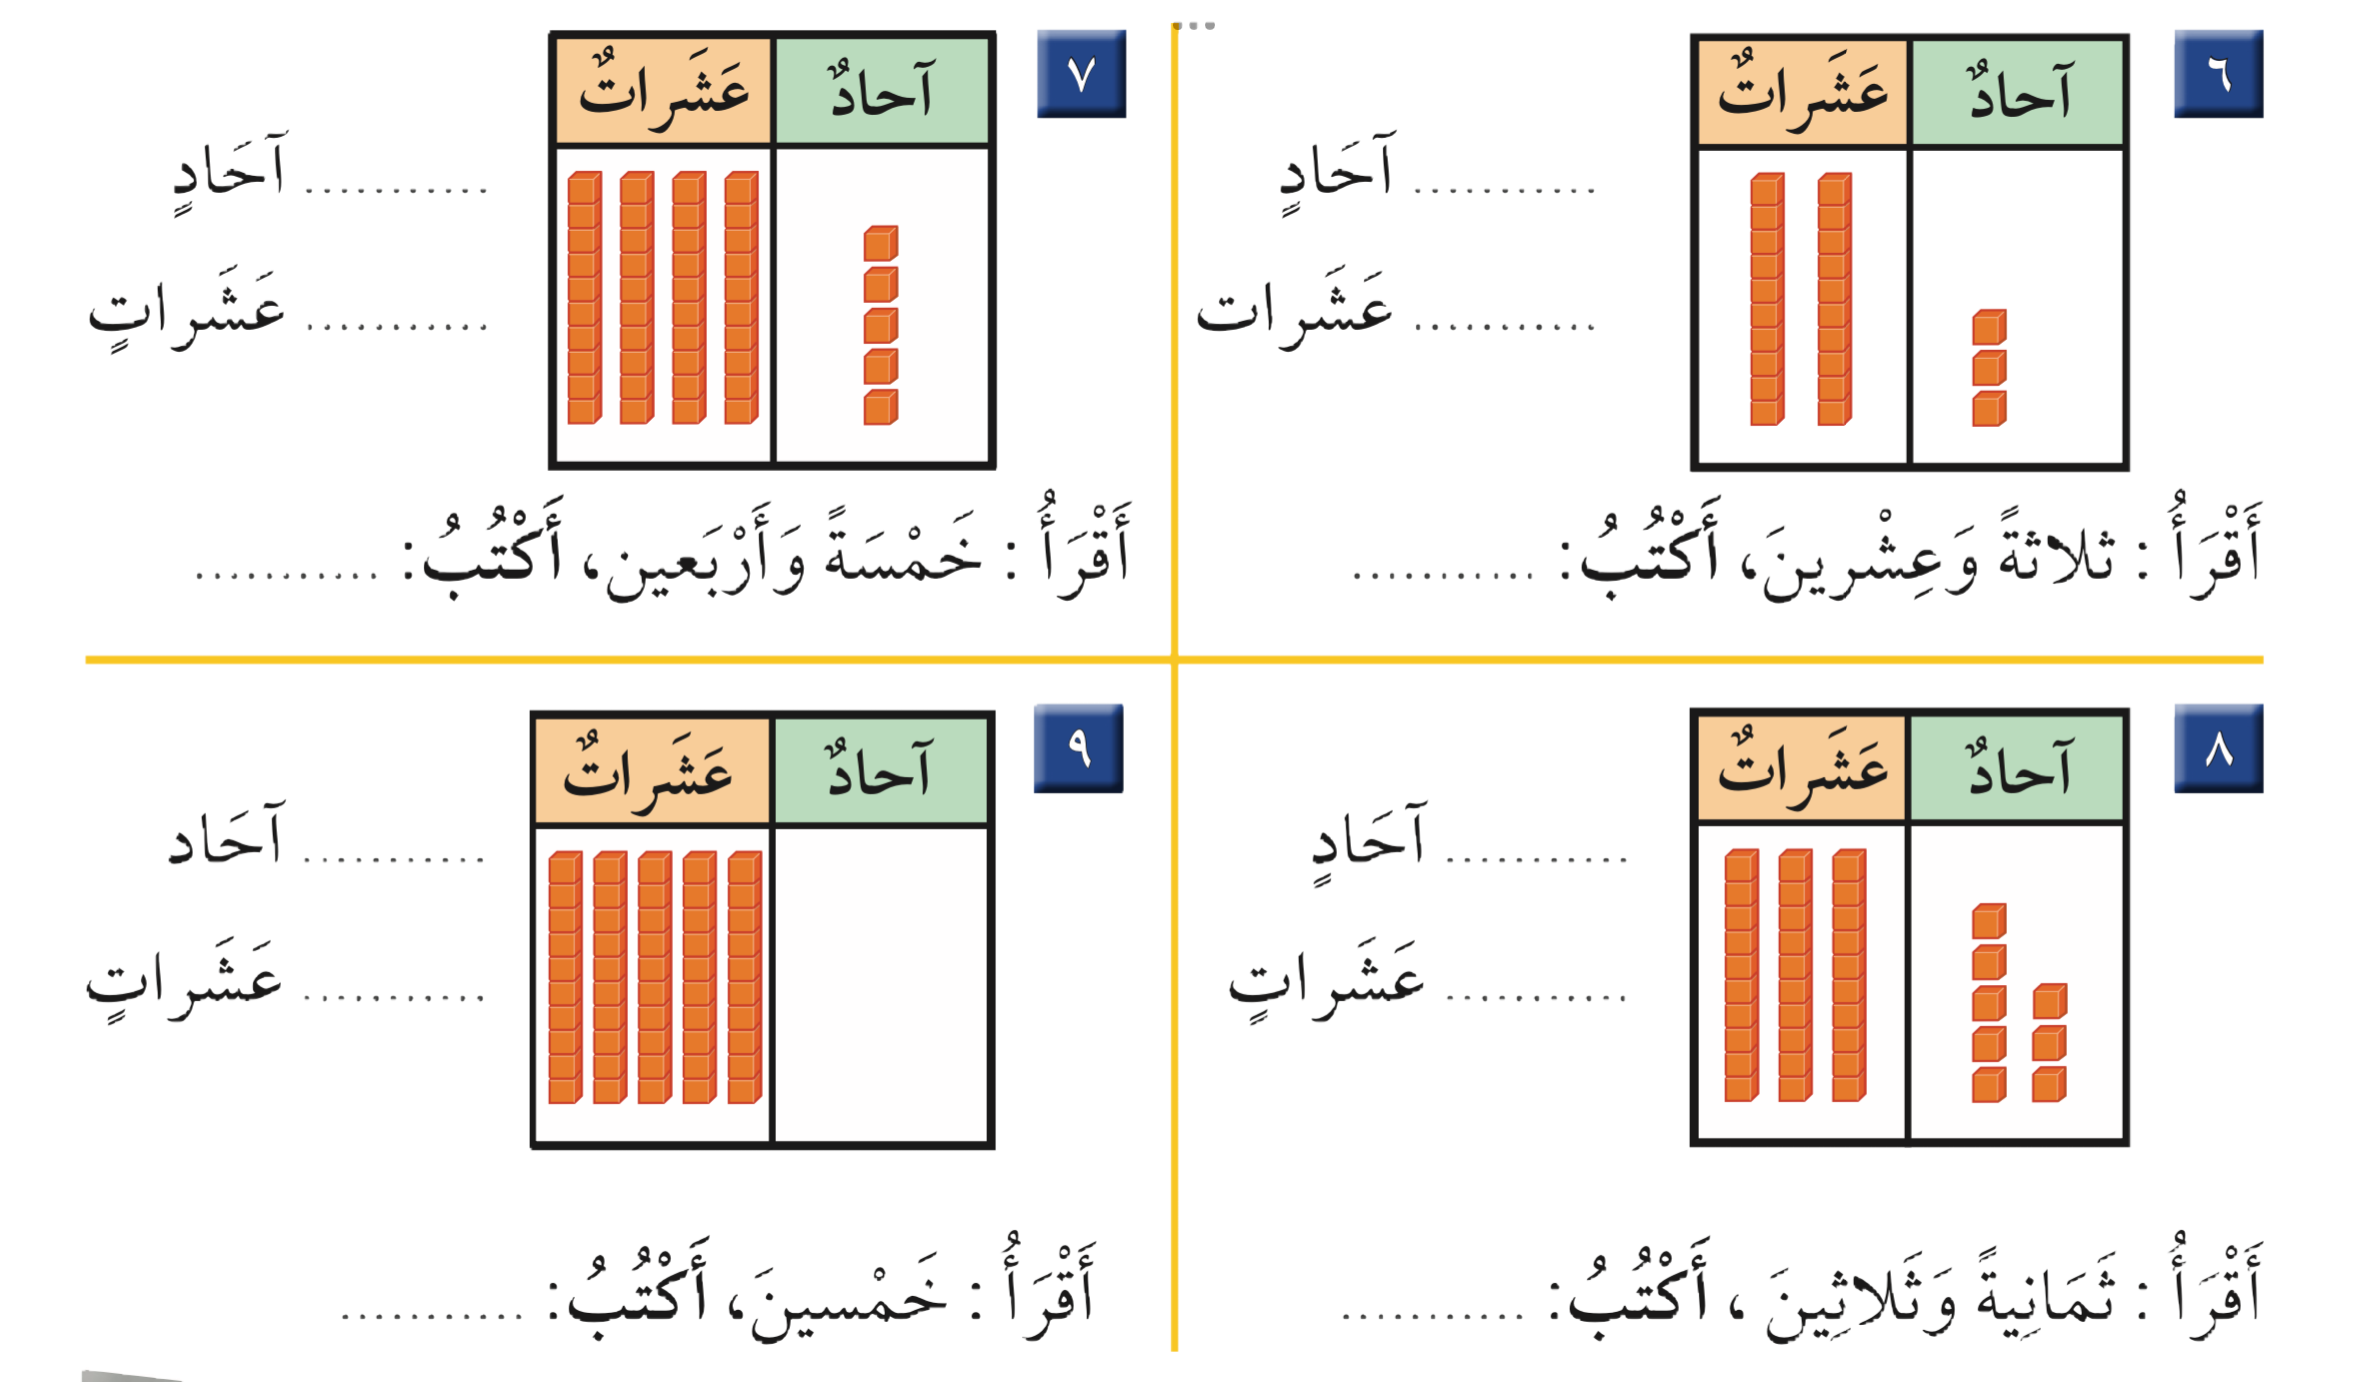 ٦
آحادٌ عَشَراتٌ
.......... آحَادٍ
.......... عَشَرات
أَقْرَأُ : ثلاثةً وَعِشْرينَ، أَكْتُبُ: ..........
٧
آحادٌ عَشَراتٌ
.......... آحَادٍ
.......... عَشَراتٍ
أَقْرَأُ : خَمْسَةً وَأَرْبَعين، أَكْتُبُ: ..........
٨
آحادٌ عَشَراتٌ
.......... آحَادٍ
.......... عَشَراتٍ
أَقْرَأُ : ثَمَانِيةً وَثَلاثِينَ ، أَكْتُبُ: ..........
٩
آحادٌ عَشَراتٌ
.......... آحَاد
.......... عَشَراتٍ
أَقْرَأُ : خَمْسينَ، أَكْتُبُ: ..........